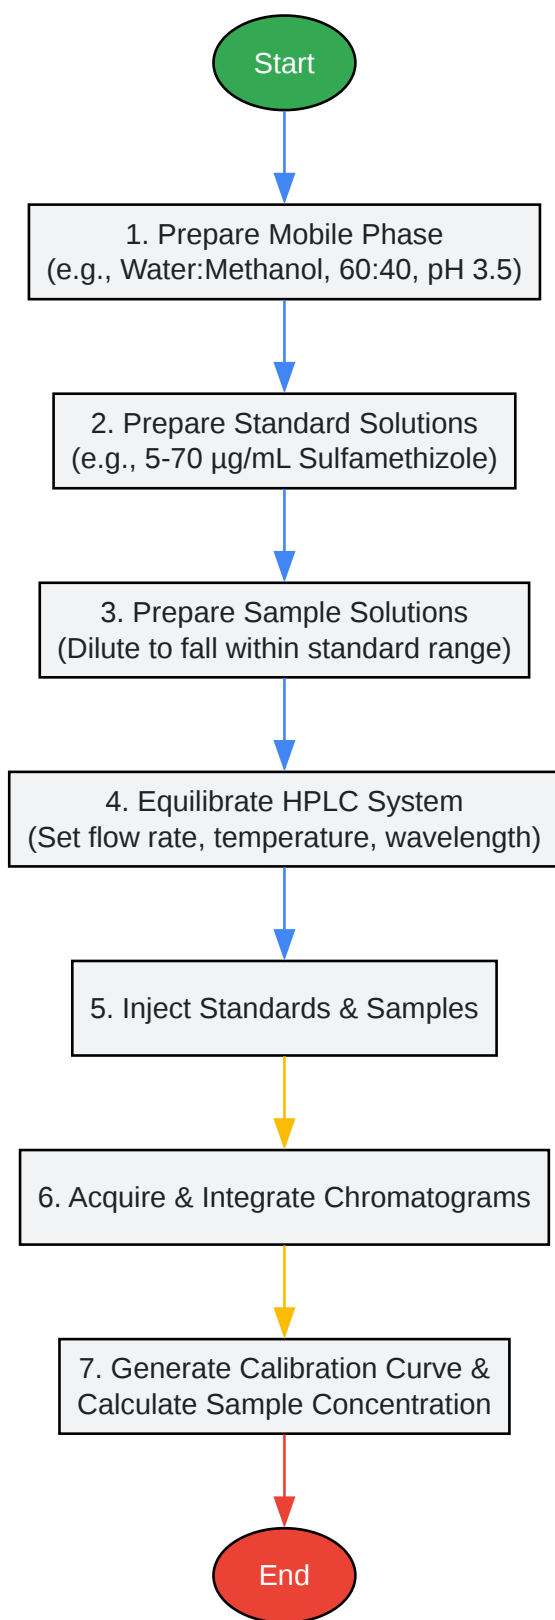 Start
1. Prepare Mobile Phase
(e.g., Water:Methanol, 60:40, pH 3.5)
2. Prepare Standard Solutions
(e.g., 5-70 µg/mL Sulfamethizole)
3. Prepare Sample Solutions
(Dilute to fall within standard range)
4. Equilibrate HPLC System
(Set flow rate, temperature, wavelength)
5. Inject Standards & Samples
6. Acquire & Integrate Chromatograms
7. Generate Calibration Curve &
Calculate Sample Concentration
End